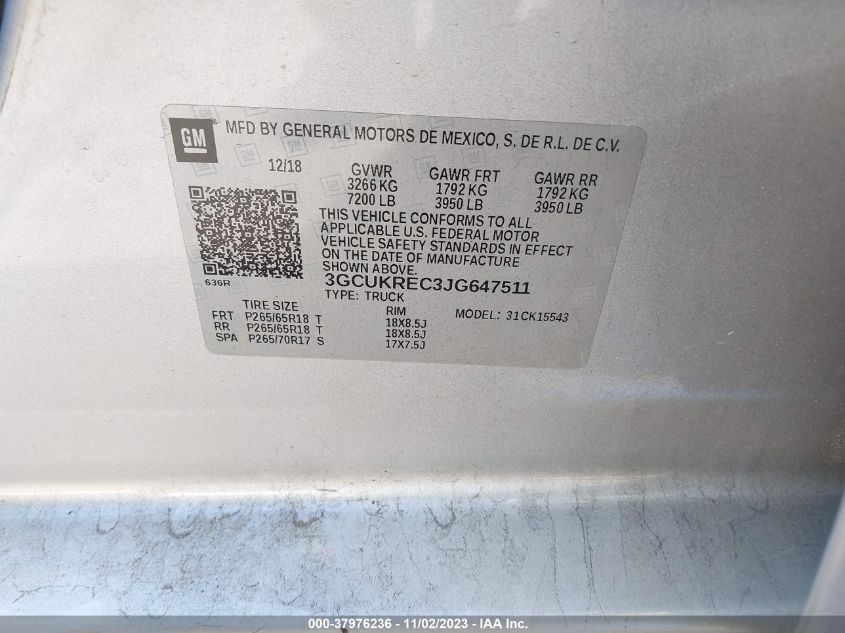 GM ® MFD BY GENERAL MOTORS DE MEXICO, S. DE R.L. DE C.V.
12/18 GVWR GAWR FRT GAWR RR
3266 KG 1792 KG 1792 KG
7200 LB 3950 LB 3950 LB
THIS VEHICLE CONFORMS TO ALL
APPLICABLE U.S. FEDERAL MOTOR
VEHICLE SAFETY STANDARDS IN EFFECT
ON THE DATE OF MANUFACTURE
SHOWN ABOVE.
636R 3GCUKREC3JG647511
TYPE: TRUCK
TIRE SIZE RIM MODEL: 31CK15543
FRT P265/65R18 T 18X8.5J
RR P265/65R18 T 18X8.5J
SPA P265/70R17 S 17X7.5J
000-37976236 - 11/02/2023 - IAA Inc.